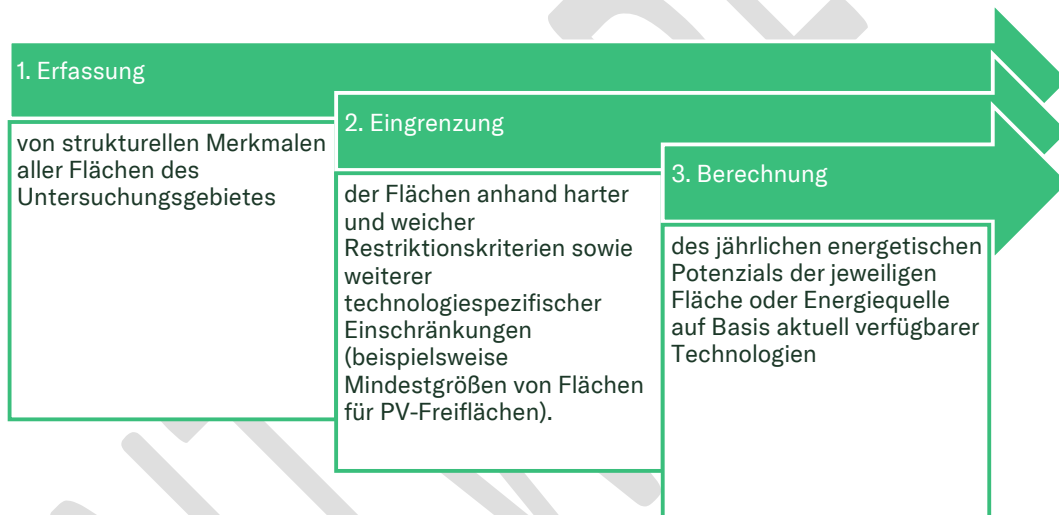 1. Erfassung
von strukturellen Merkmalen
aller Flächen des
Untersuchungsgebietes
2. Eingrenzung
der Flächen anhand harter
und weicher
Restriktionskriterien sowie
weiterer
technologiespezifischer
Einschränkungen
(beispielsweise
Mindestgrößen von Flächen
für PV-Freiflächen).
3. Berechnung
des jährlichen energetischen
Potenzials der jeweiligen
Fläche oder Energiequelle
auf Basis aktuell verfügbarer
Technologien